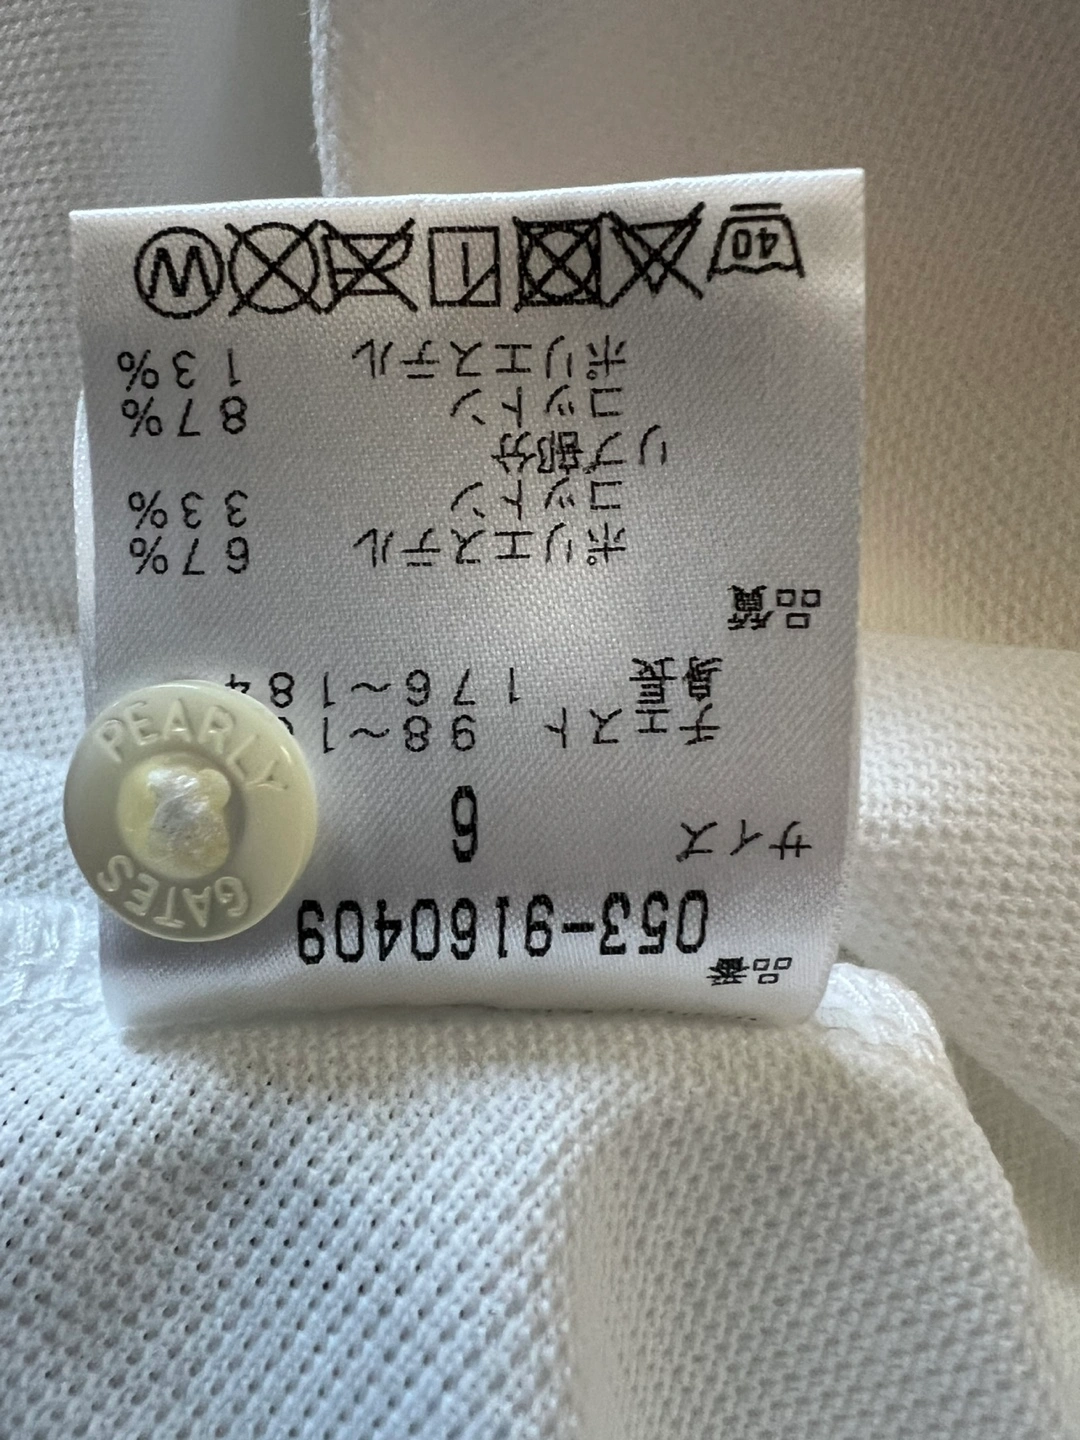 品番
053-9160409
サイズ 6
チェスト 98~1
身長 176~184
品質
ポリエステル 67%
コットン 33%
リブ部分
コットン 87%
ポリエステル 13%
40 W
PEARLY
GATES